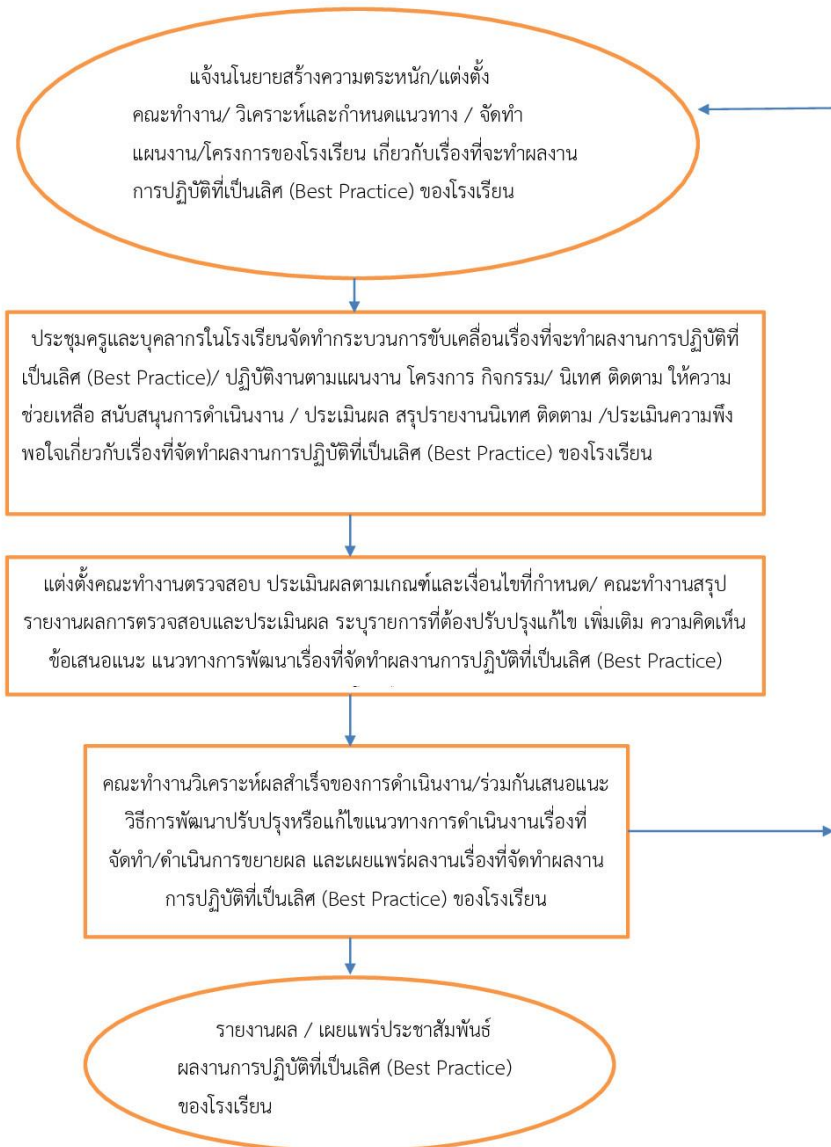 แจ้งนโนยายสร้างความตระหนัก/แต่งตั้ง
คณะทำงาน/ วิเคราะห์และกำหนดแนวทาง / จัดทำ
แผนงาน/โครงการของโรงเรียน เกี่ยวกับเรื่องที่จะทำผลงาน
การปฏิบัติที่เป็นเลิศ (Best Practice) ของโรงเรียน
ประชุมครูและบุคลากรในโรงเรียนจัดทำกระบวนการขับเคลื่อนเรื่องที่จะทำผลงานการปฏิบัติที่
เป็นเลิศ (Best Practice)/ ปฏิบัติงานตามแผนงาน โครงการ กิจกรรม/ นิเทศ ติดตาม ให้ความ
ช่วยเหลือ สนับสนุนการดำเนินงาน / ประเมินผล สรุปรายงานนิเทศ ติดตาม /ประเมินความพึง
พอใจเกี่ยวกับเรื่องที่จัดทำผลงานการปฏิบัติที่เป็นเลิศ (Best Practice) ของโรงเรียน
แต่งตั้งคณะทำงานตรวจสอบ ประเมินผลตามเกณฑ์และเงื่อนไขที่กำหนด/ คณะทำงานสรุป
รายงานผลการตรวจสอบและประเมินผล ระบุรายการที่ต้องปรับปรุงแก้ไข เพิ่มเติม ความคิดเห็น
ข้อเสนอแนะ แนวทางการพัฒนาเรื่องที่จัดทำผลงานการปฏิบัติที่เป็นเลิศ (Best Practice)
คณะทำงานวิเคราะห์ผลสำเร็จของการดำเนินงาน/ร่วมกันเสนอแนะ
วิธีการพัฒนาปรับปรุงหรือแก้ไขแนวทางการดำเนินงานเรื่องที่
จัดทำ/ดำเนินการขยายผล และเผยแพร่ผลงานเรื่องที่จัดทำผลงาน
การปฏิบัติที่เป็นเลิศ (Best Practice) ของโรงเรียน
รายงานผล / เผยแพร่ประชาสัมพันธ์
ผลงานการปฏิบัติที่เป็นเลิศ (Best Practice)
ของโรงเรียน